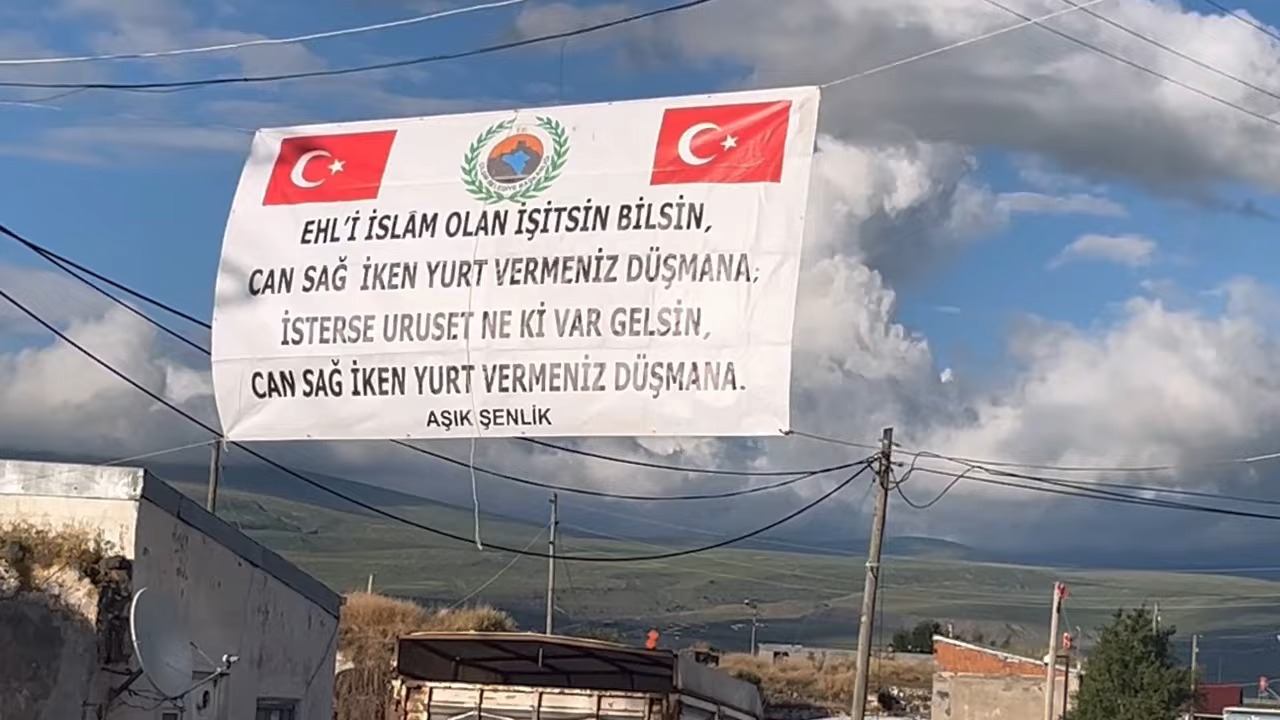 EHL'İ İSLÂM OLAN İŞİTSİN BİLSİN,
CAN SAĞ İKEN YURT VERMENİZ DÜŞMANA;
İSTERSE URUSET NE Kİ VAR GELSİN,
CAN SAĞ İKEN YURT VERMENİZ DÜŞMANA.
AŞIK ŞENLİK